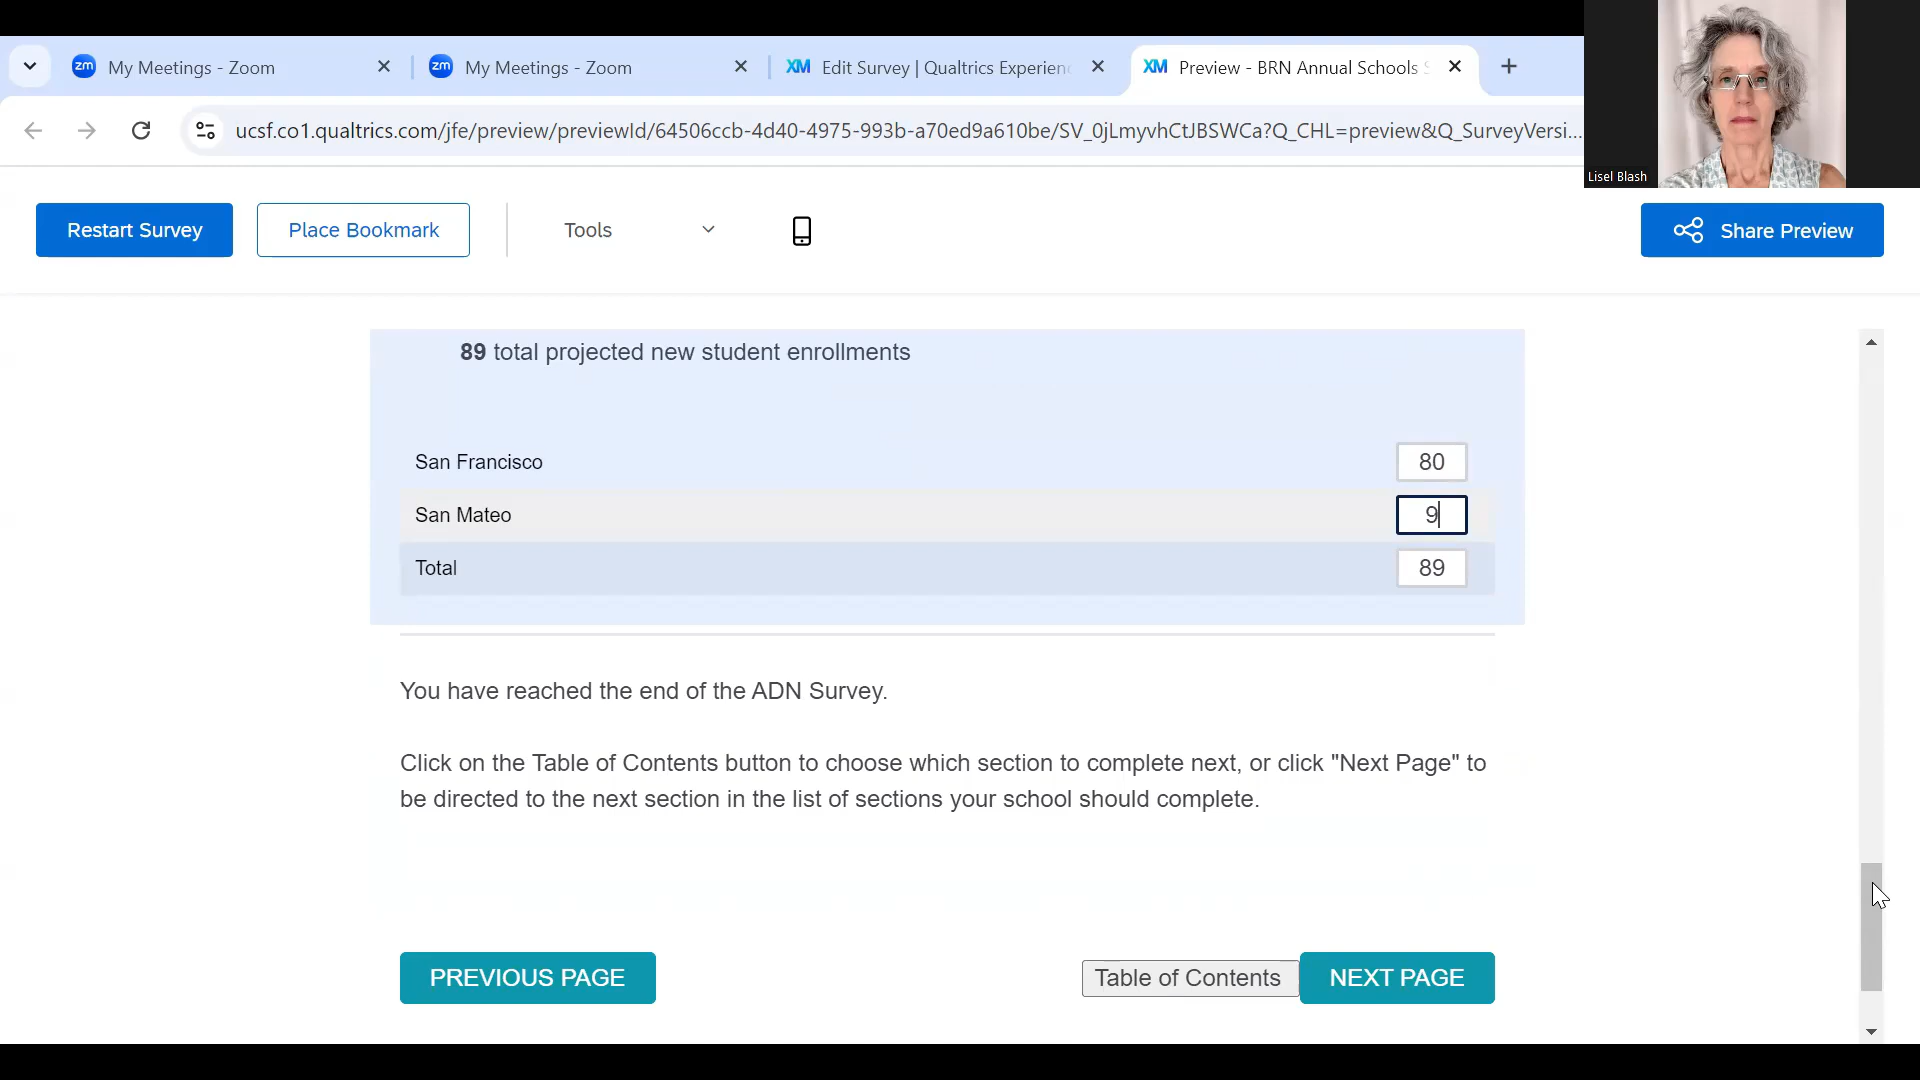 My Meetings - Zoom
My Meetings - Zoom
Edit Survey | Qualtrics Experienc
Preview - BRN Annual Schools S
ucsf.co1.qualtrics.com/jfe/preview/previewId/64506ccb-4d40-4975-993b-a70ed9a610be/SV_0jLmyvhCtJBSWCa?Q_CHL=preview&Q_SurveyVersi...
Lisel Blash
Restart Survey
Place Bookmark
Tools
Share Preview
89 total projected new student enrollments
San Francisco 80
San Mateo 9
Total 89
You have reached the end of the ADN Survey.
Click on the Table of Contents button to choose which section to complete next, or click "Next Page" to
be directed to the next section in the list of sections your school should complete.
PREVIOUS PAGE
Table of Contents
NEXT PAGE